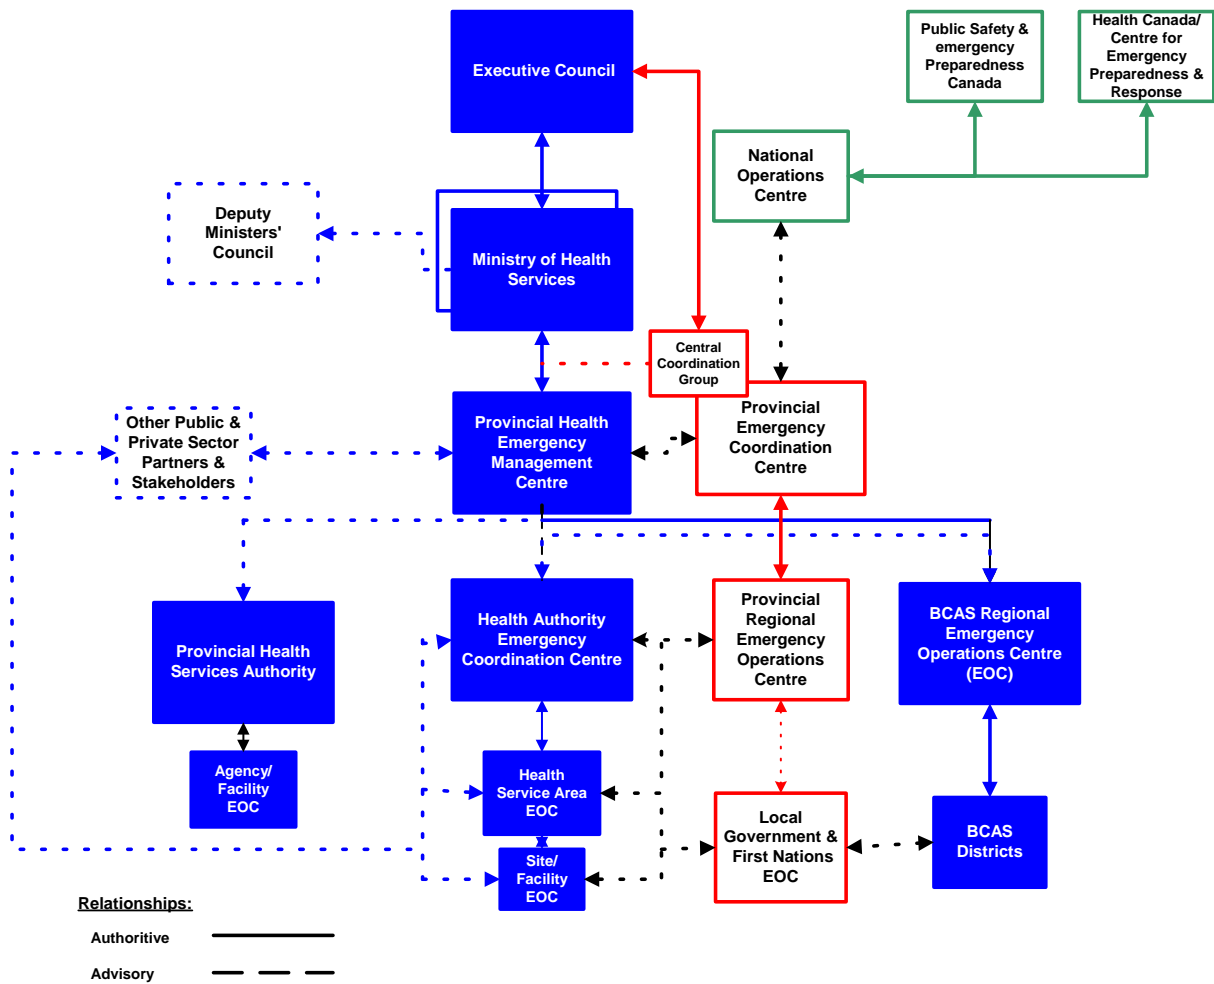 Executive Council
Public Safety &
emergency
Preparedness
Canada
Health Canada/
Centre for
Emergency
Preparedness &
Response
National
Operations
Centre
Deputy
Ministers'
Council
Ministry of Health
Services
Central
Coordination
Group
Other Public &
Private Sector
Partners &
Stakeholders
Provincial Health
Emergency
Management
Centre
Provincial
Emergency
Coordination
Centre
Provincial Health
Services Authority
Health Authority
Emergency
Coordination Centre
Provincial
Regional
Emergency
Operations
Centre
BCAS Regional
Emergency
Operations Centre
(EOC)
Agency/
Facility
EOC
Health
Service Area
EOC
Local
Government &
First Nations
EOC
BCAS
Districts
Site/
Facility
EOC
Relationships:
Authoritive
Advisory